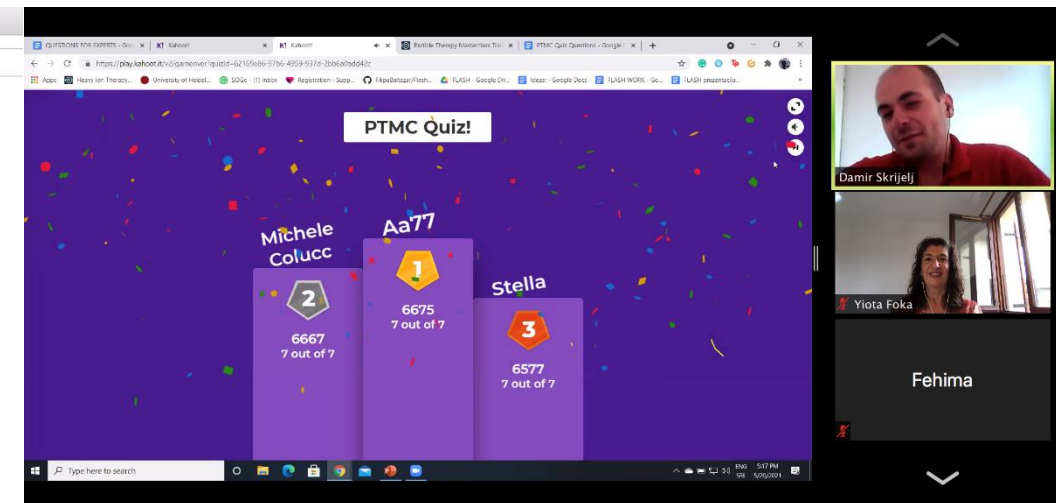 QUESTIONS FOR EXPERTS - Goo
Kahoot!
Kahoot!
Particle Therapy Masterclass Trai
PTMC Quiz Questions - Google D
https://play.kahoot.it/v2/gameover?quizId=62169e86-97b6-4959-937d-2bb6a0add42c
Apps
Heavy Ion Therapy...
University of Heidel...
SOGo - (1) Inbox
Registration - Supp...
FilipaBaltazar/Flash...
FLASH - Google Dri...
Ideas: - Google Docs
FLASH WORK - Go...
FLASH prezentacija...
PTMC Quiz!
Michele
Colucc
2
6667
7 out of 7
Aa77
1
6675
7 out of 7
Stella
3
6577
7 out of 7
Type here to search
ENG
SRL
5:17 PM
5/20/2021
Damir Skrijelj
Yiota Foka
Fehima